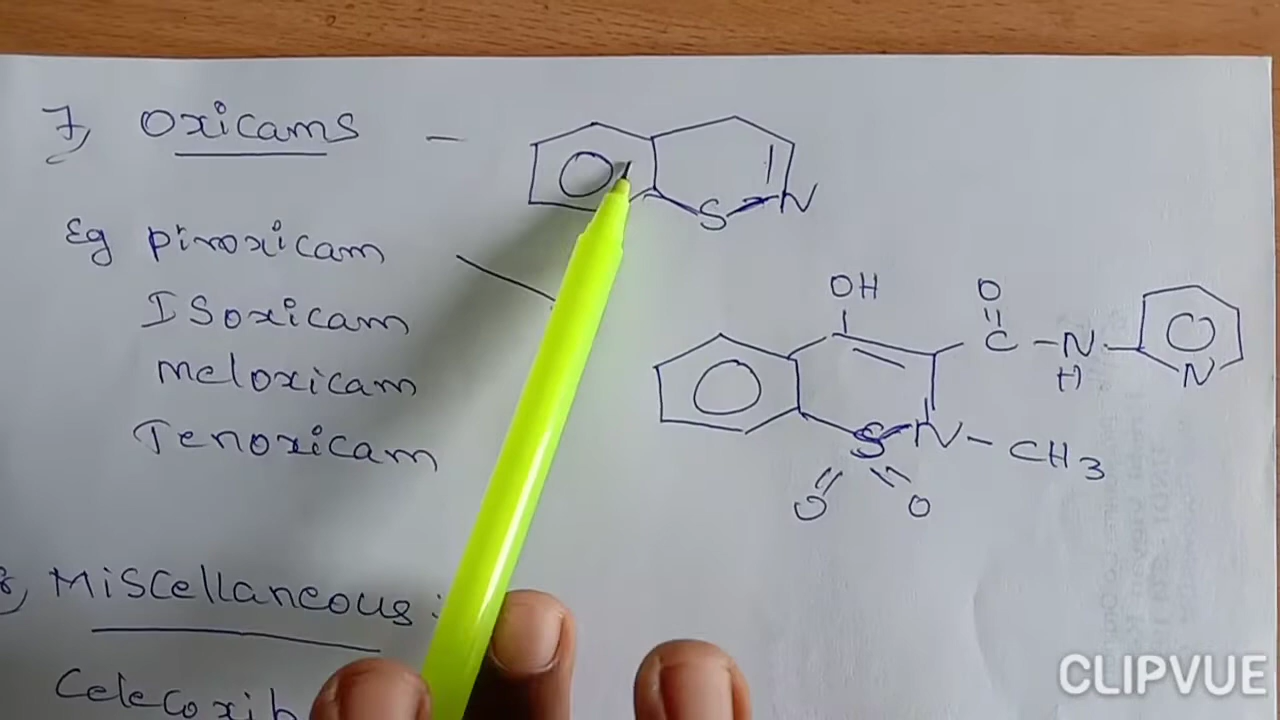 7, Oxicams -
S N
Eg piroxicam
ISoxicam
meloxicam
Tenoxicam
OH O
C - N
H N
S N - CH3
O O
8, Miscellaneous:
Celecoxib
CLIPVUE